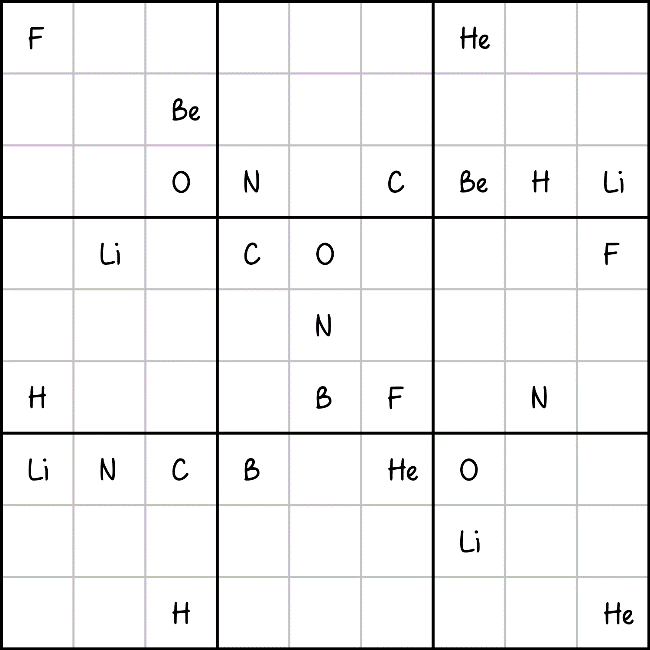 F He
Be
O N C Be H Li
Li C O F
N
H B F N
Li N C B He O
Li
H He